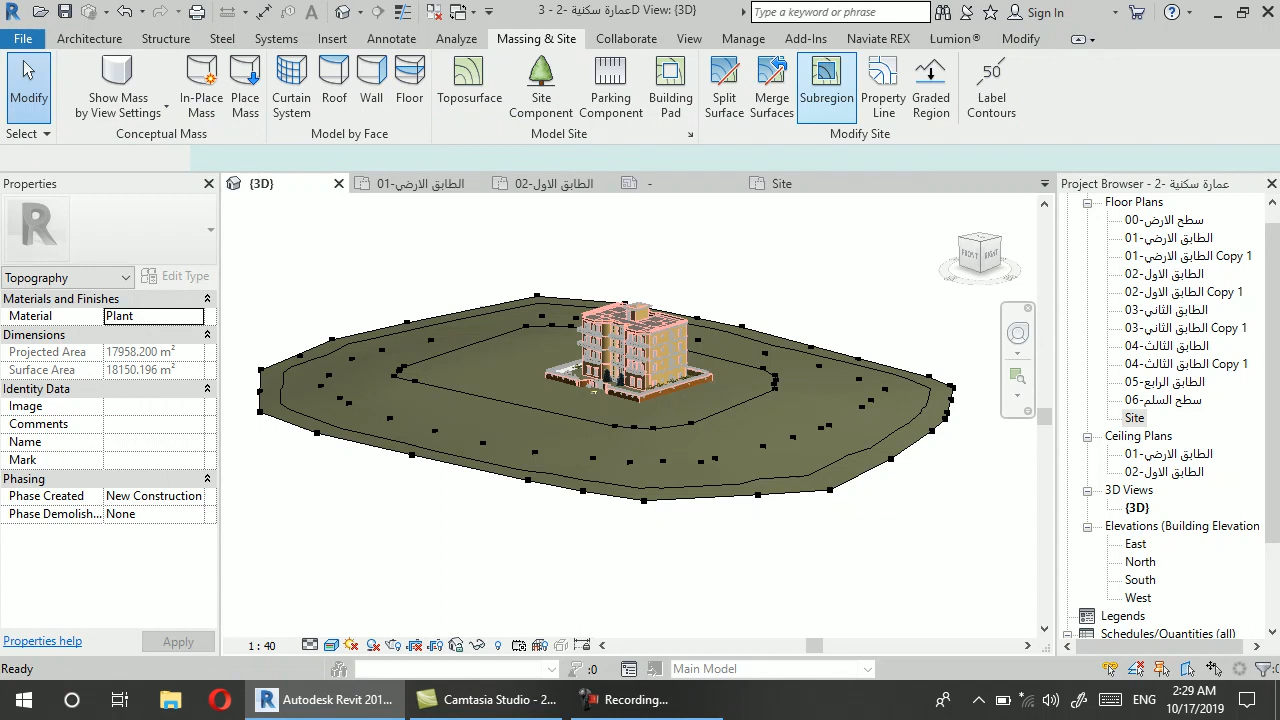 عمارة سكنية -2 - 3D View: {3D}
Type a keyword or phrase
Sign In
File Architecture Structure Steel Systems Insert Annotate Analyze Massing & Site Collaborate View Manage Add-Ins Naviate REX Lumion® Modify
Modify
Show Mass by View Settings
In-Place Mass
Place Mass
Curtain System
Roof
Wall
Floor
Toposurface
Site Component
Parking Component
Building Pad
Split Surface
Merge Surfaces
Subregion
Property Line
Graded Region
50
Label Contours
Select
Conceptual Mass
Model by Face
Model Site
Modify Site
Properties
{3D}
01-الطابق الارضي
02-الطابق الاول
-
Site
Project Browser - عمارة سكنية -2
Topography
Edit Type
Materials and Finishes
Material Plant
Dimensions
Projected Area 17958.200 m²
Surface Area 18150.196 m²
Identity Data
Image
Comments
Name
Mark
Phasing
Phase Created New Construction
Phase Demolish... None
Properties help
Apply
FRONT RIGHT
Floor Plans
00-سطح الارض
01-الطابق الارضي
01-الطابق الارضي Copy 1
02-الطابق الاول
02-الطابق الاول Copy 1
03-الطابق الثاني
03-الطابق الثاني Copy 1
04-الطابق الثالث
04-الطابق الثالث Copy 1
05-الطابق الرابع
06-سطح السلم
Site
Ceiling Plans
01-الطابق الارضي
02-الطابق الاول
3D Views
{3D}
Elevations (Building Elevation
East
North
South
West
Legends
Schedules/Quantities (all)
1 : 40
Ready
:0
Main Model
:0
Autodesk Revit 201...
Camtasia Studio - 2...
Recording...
ENG
2:29 AM
10/17/2019